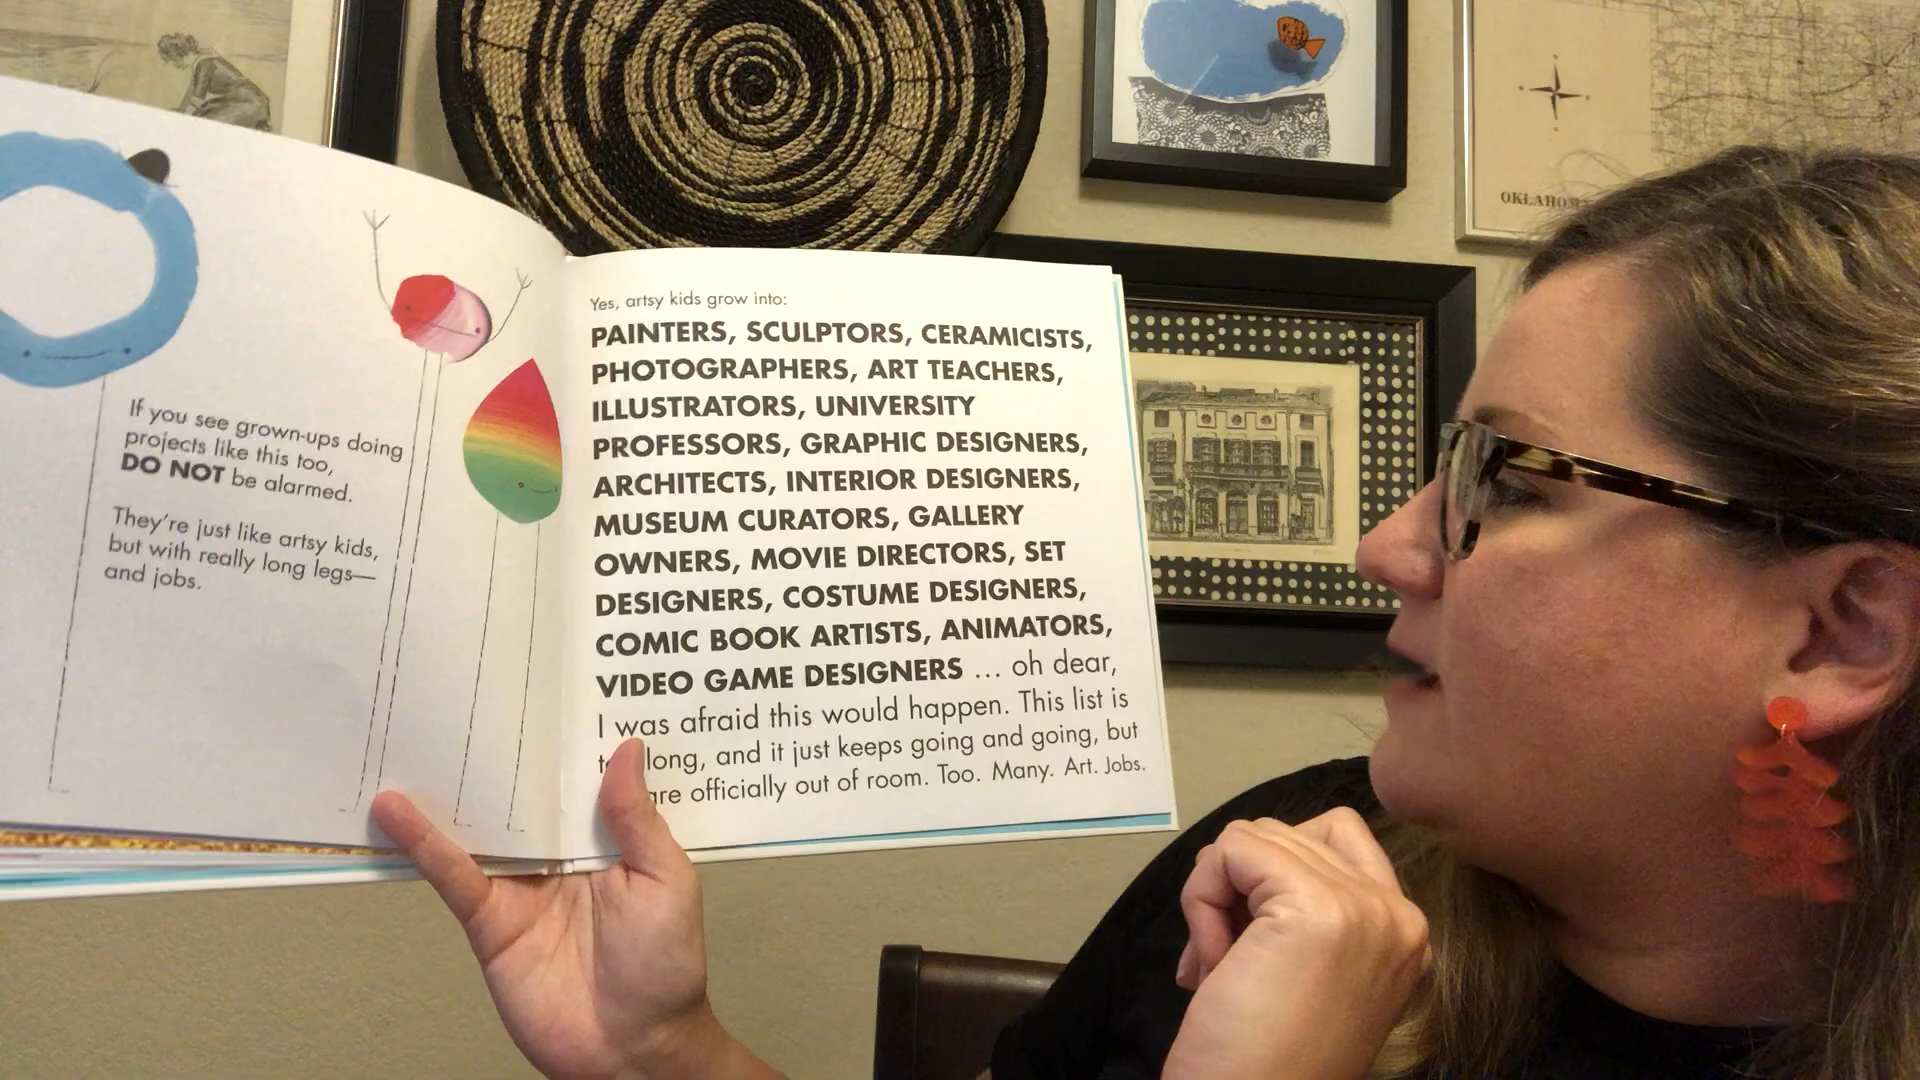 If you see grown-ups doing
projects like this too,
DO NOT be alarmed.
They're just like artsy kids,
but with really long legs—
and jobs.
Yes, artsy kids grow into:
PAINTERS, SCULPTORS, CERAMICISTS,
PHOTOGRAPHERS, ART TEACHERS,
ILLUSTRATORS, UNIVERSITY
PROFESSORS, GRAPHIC DESIGNERS,
ARCHITECTS, INTERIOR DESIGNERS,
MUSEUM CURATORS, GALLERY
OWNERS, MOVIE DIRECTORS, SET
DESIGNERS, COSTUME DESIGNERS,
COMIC BOOK ARTISTS, ANIMATORS,
VIDEO GAME DESIGNERS ... oh dear,
I was afraid this would happen. This list is
long, and it just keeps going and going, but
are officially out of room. Too. Many. Art. Jobs.